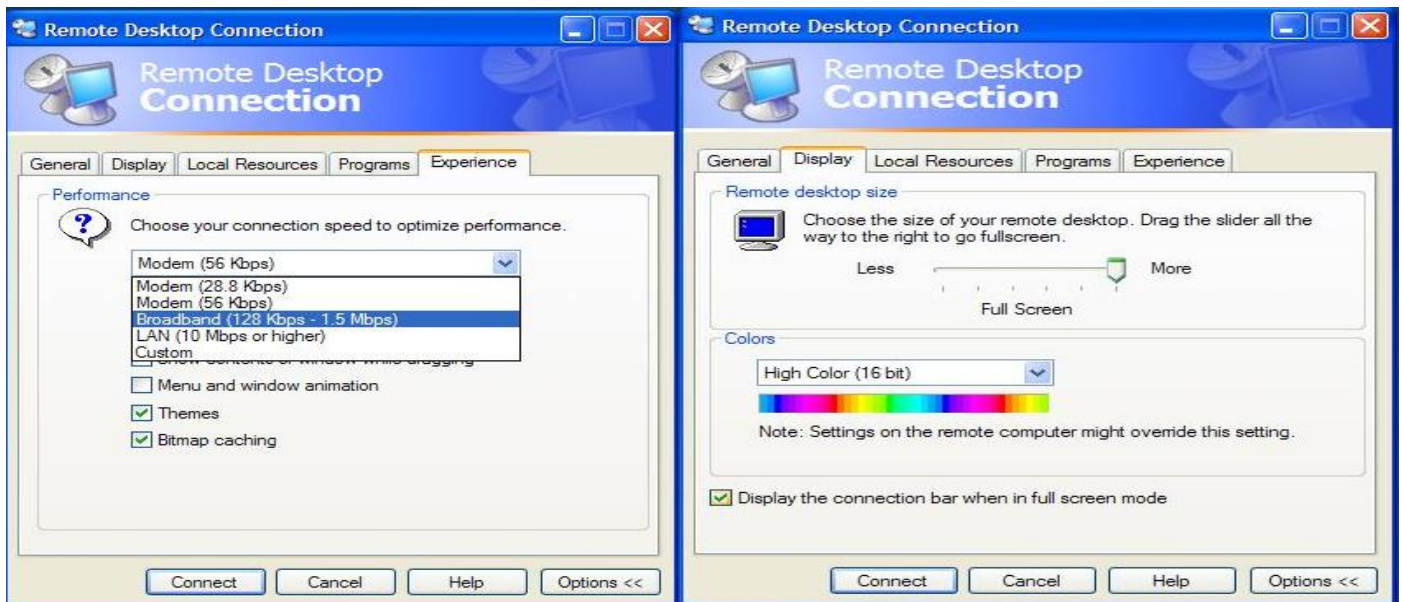 Remote Desktop Connection
Remote Desktop
Connection
General Display Local Resources Programs Experience
Performance
Choose your connection speed to optimize performance.
Modem (56 Kbps)
Modem (28.8 Kbps)
Modem (56 Kbps)
Broadband (128 Kbps - 1.5 Mbps)
LAN (10 Mbps or higher)
Custom
Show contents of window while dragging
Menu and window animation
Themes
Bitmap caching
Connect Cancel Help Options <<
Remote Desktop Connection
Remote Desktop
Connection
General Display Local Resources Programs Experience
Remote desktop size
Choose the size of your remote desktop. Drag the slider all the
way to the right to go fullscreen.
Less More
Full Screen
Colors
High Color (16 bit)
Note: Settings on the remote computer might override this setting.
Display the connection bar when in full screen mode
Connect Cancel Help Options <<